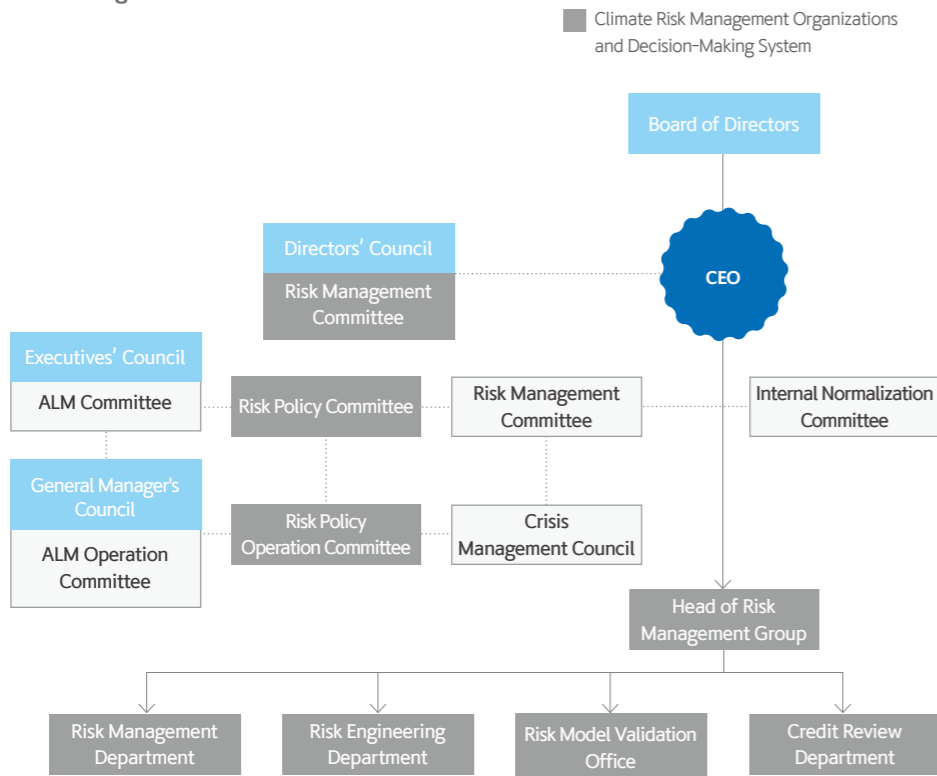 Climate Risk Management Organizations
and Decision-Making System
Board of Directors
CEO
Directors' Council
Risk Management
Committee
Executives' Council
ALM Committee
Risk Policy Committee
Risk Management
Committee
Internal Normalization
Committee
General Manager's
Council
ALM Operation
Committee
Risk Policy
Operation Committee
Crisis
Management Council
Head of Risk
Management Group
Risk Management
Department
Risk Engineering
Department
Risk Model Validation
Office
Credit Review
Department